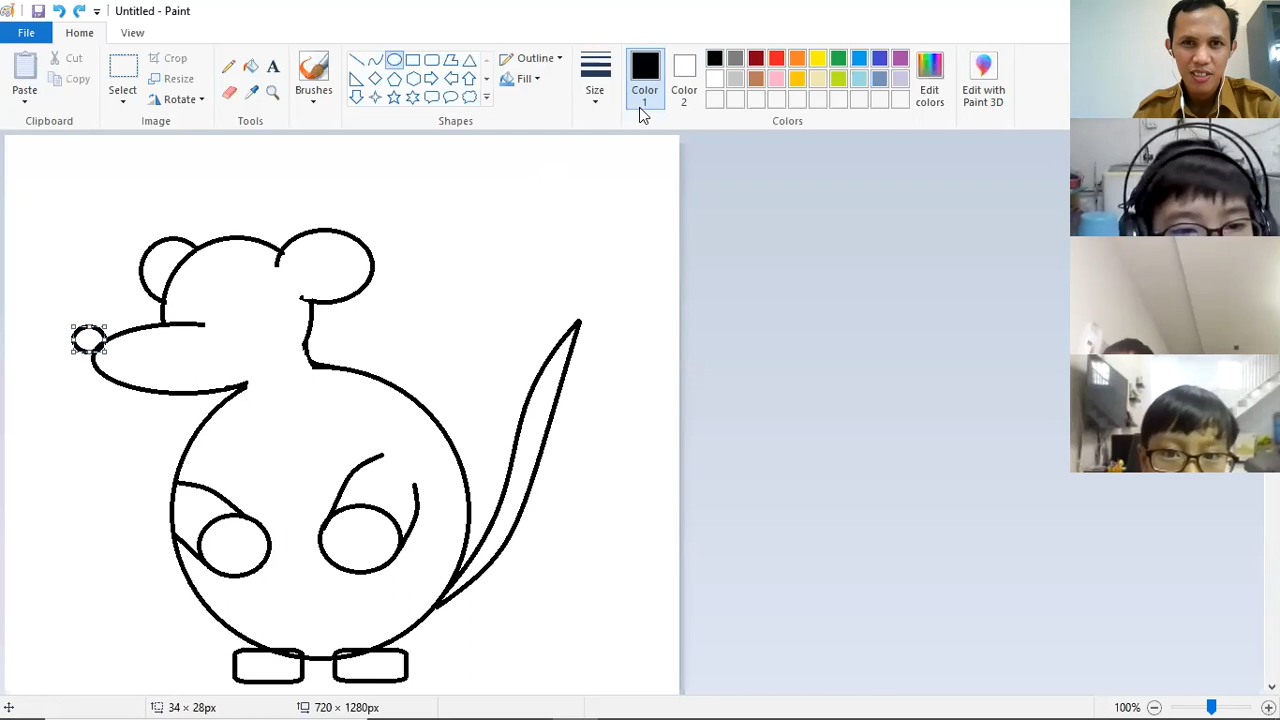 Untitled - Paint
File Home View
Paste
Cut
Copy
Clipboard
Select
Crop
Resize
Rotate
Image
A
Tools
Brushes
Outline
Fill
Shapes
Size
Color
1
Color
2
Edit
colors
Colors
Edit with
Paint 3D
34 × 28px
720 × 1280px
100%